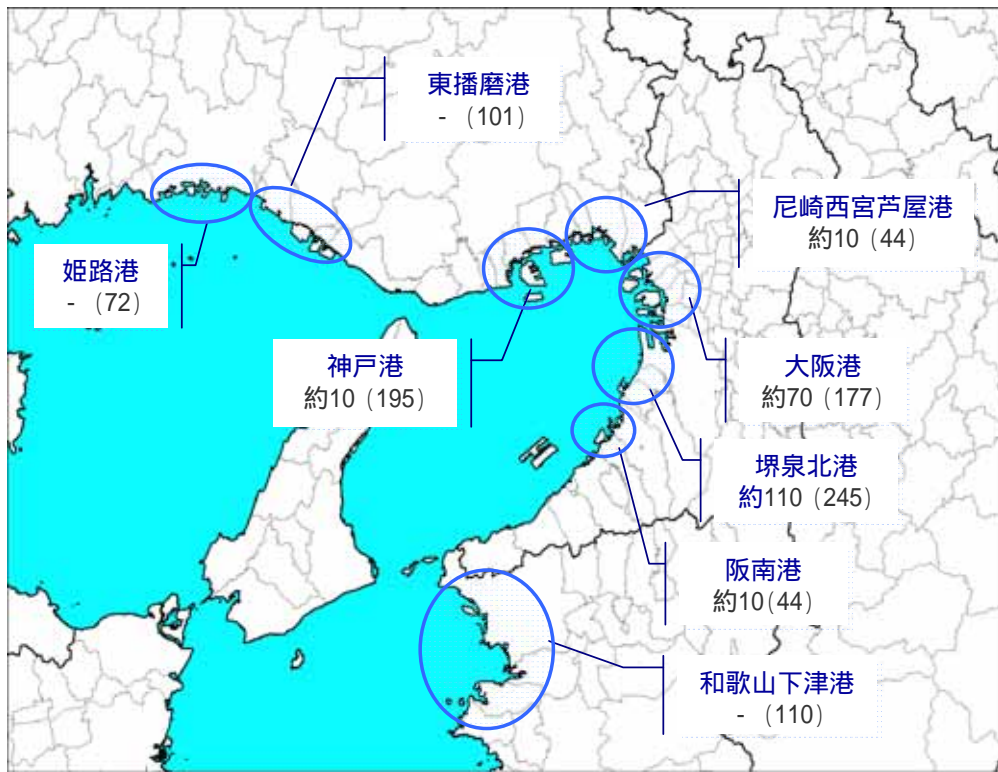 東播磨港
- (101)
尼崎西宮芦屋港
約10 (44)
姫路港
- (72)
神戸港
約10 (195)
大阪港
約70 (177)
堺泉北港
約110 (245)
阪南港
約10(44)
和歌山下津港
- (110)